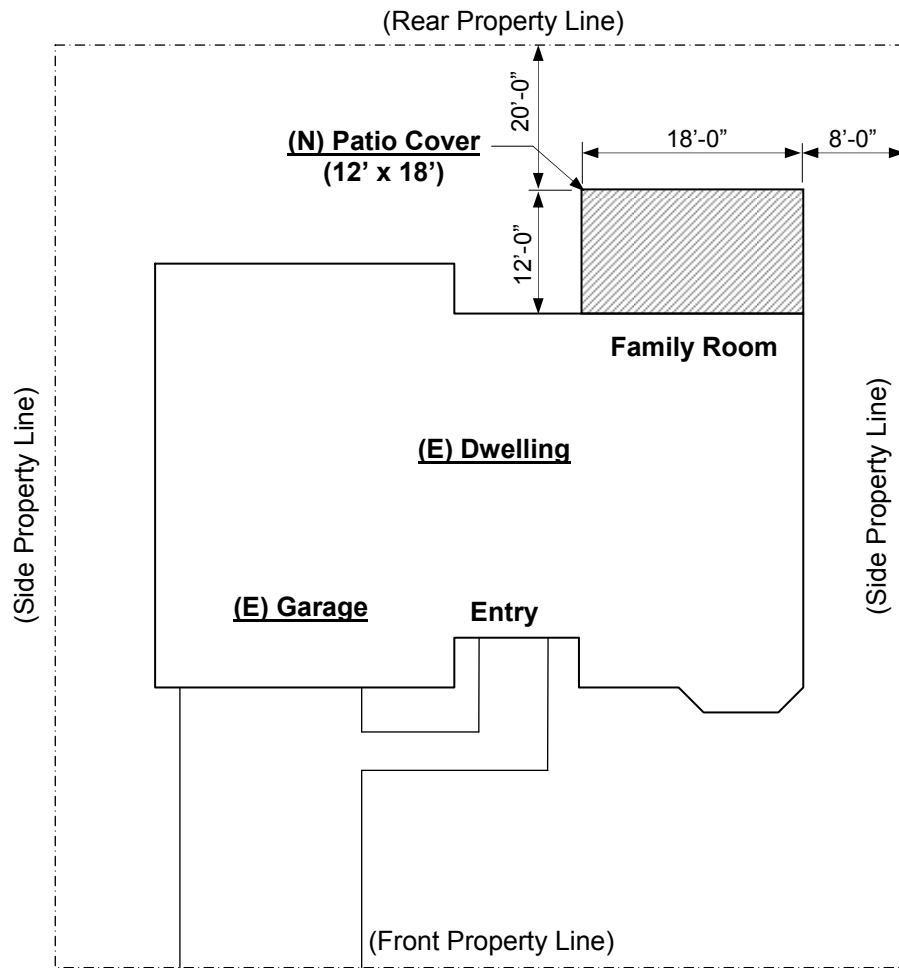 (Rear Property Line)
20’-0”
(N) Patio Cover
(12’ x 18’)
18’-0”
8’-0”
12’-0”
Family Room
(Side Property Line)
(E) Dwelling
(Side Property Line)
(E) Garage
Entry
(Front Property Line)